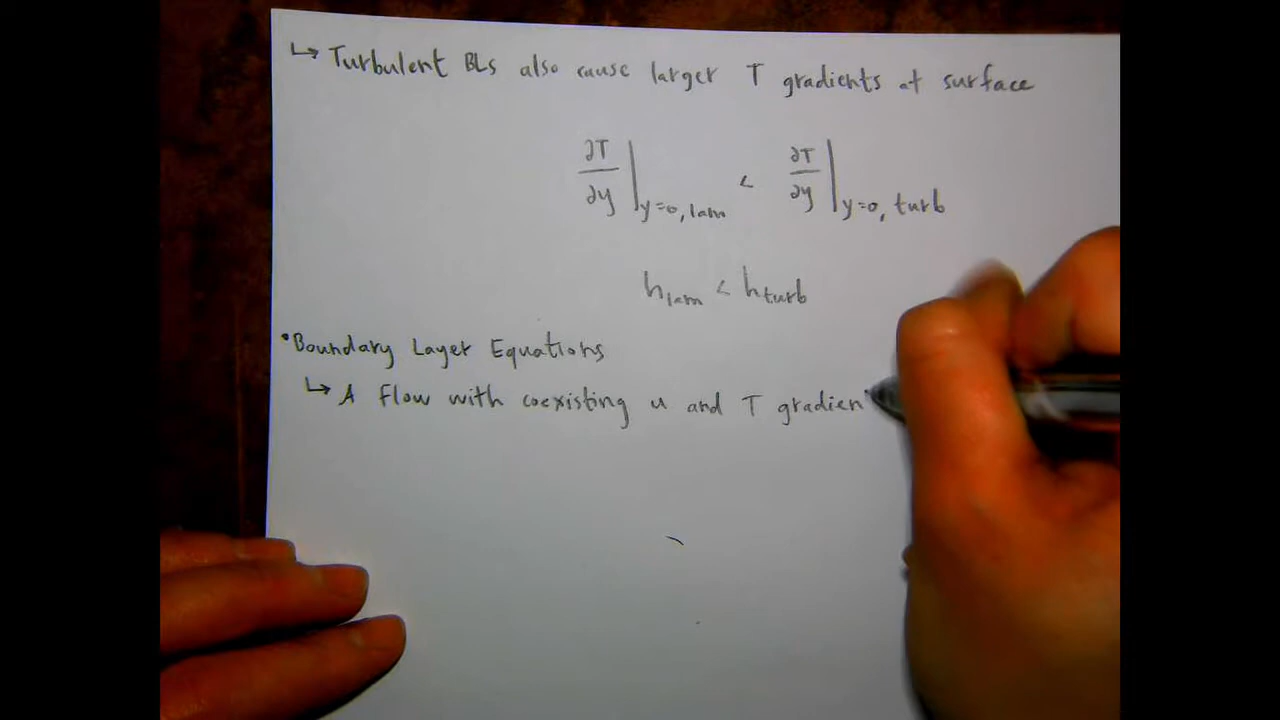 ↳ Turbulent BLs also cause larger T gradients at surface
∂T/∂y|y=0, lam < ∂T/∂y|y=0, turb
hlam < hturb
•Boundary Layer Equations
↳ A flow with coexisting u and T gradien